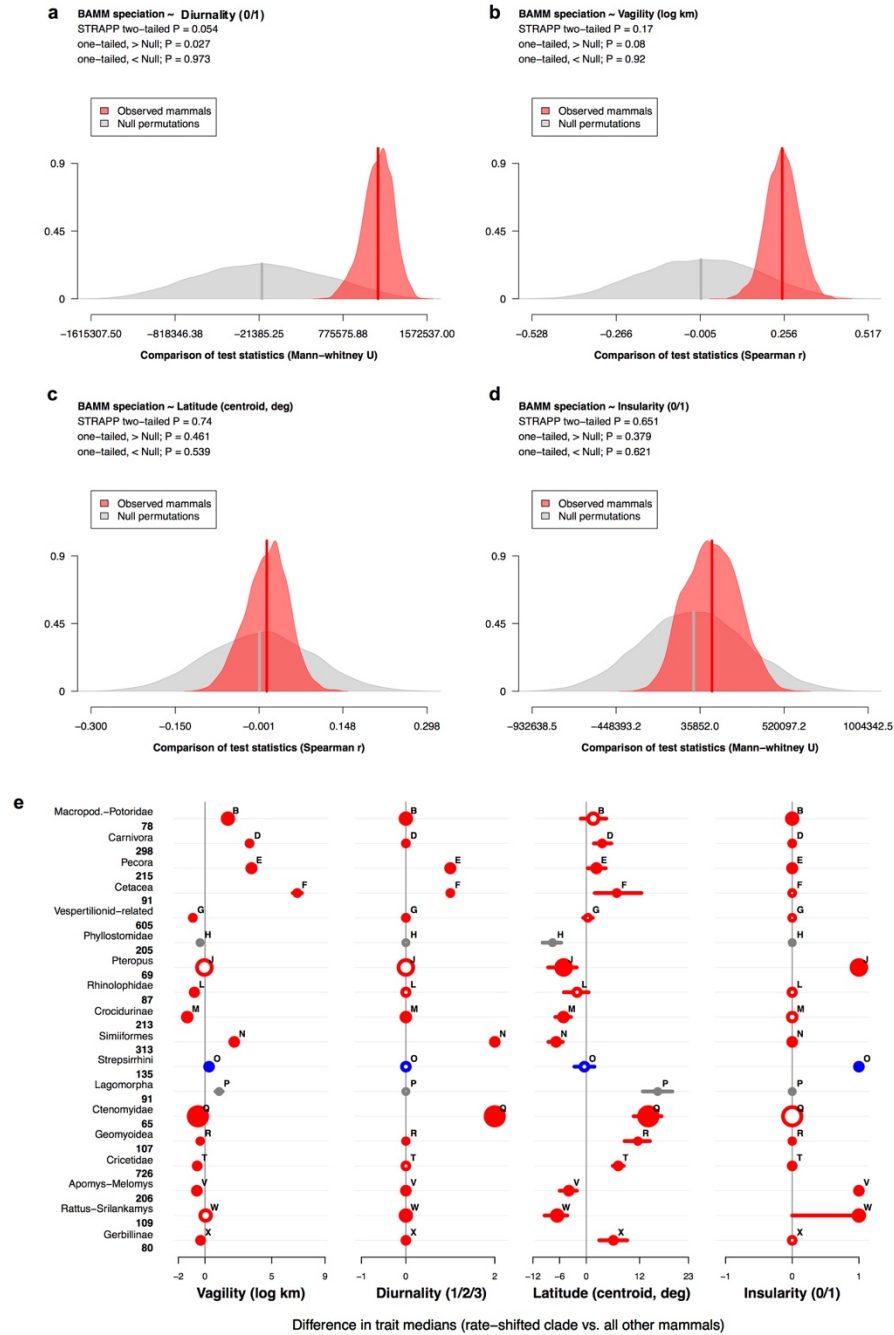 a
BAMM speciation ~ Diurnality (0/1)
STRAPP two-tailed P = 0.054
one-tailed, > Null; P = 0.027
one-tailed, < Null; P = 0.973
Observed mammals
Null permutations
0.9
0.45
0
−1615307.50 −818346.38 −21385.25 775575.88 1572537.00
Comparison of test statistics (Mann−whitney U)
b
BAMM speciation ~ Vagility (log km)
STRAPP two-tailed P = 0.17
one-tailed, > Null; P = 0.08
one-tailed, < Null; P = 0.92
Observed mammals
Null permutations
0.9
0.45
0
−0.528 −0.266 −0.005 0.256 0.517
Comparison of test statistics (Spearman r)
c
BAMM speciation ~ Latitude (centroid, deg)
STRAPP two-tailed P = 0.74
one-tailed, > Null; P = 0.461
one-tailed, < Null; P = 0.539
Observed mammals
Null permutations
0.9
0.45
0
−0.300 −0.150 −0.001 0.148 0.298
Comparison of test statistics (Spearman r)
d
BAMM speciation ~ Insularity (0/1)
STRAPP two-tailed P = 0.651
one-tailed, > Null; P = 0.379
one-tailed, < Null; P = 0.621
Observed mammals
Null permutations
0.9
0.45
0
−932638.5 −448393.2 35852.0 520097.2 1004342.5
Comparison of test statistics (Mann−whitney U)
e
Macropod.−Potoridae B B B B
78
Carnivora D D D D
298
Pecora E E E E
215
Cetacea F F F F
91
Vespertilionid−related G G G G
605
Phyllostomidae H H H H
205
Pteropus J J J J
69
Rhinolophidae L L L L
87
Crocidurinae M M M M
213
Simiiformes N N N N
313
Strepsirrhini O O O O
135
Lagomorpha P P P P
91
Ctenomyidae Q Q Q Q
65
Geomyoidea R R R R
107
Cricetidae T T T T
726
Apomys−Melomys V V V V
206
Rattus−Srilankamys W W W W
109
Gerbillinae X X X X
80
−2 0 5 9 0 2 −12 −6 0 6 14 23 −1 0 1
Vagility (log km) Diurnality (1/2/3) Latitude (centroid, deg) Insularity (0/1)
Difference in trait medians (rate-shifted clade vs. all other mammals)